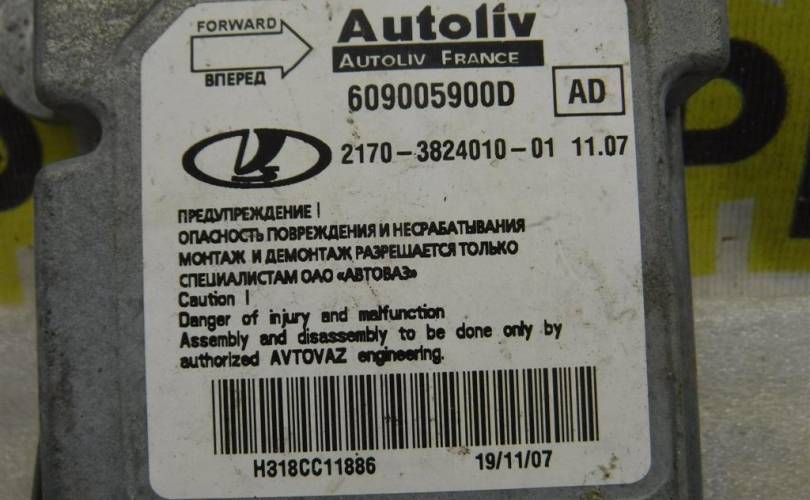 FORWARD
ВПЕРЕД
Autoliv
AUTOLIV FRANCE
609005900D
AD
2170-3824010-01 11.07
ПРЕДУПРЕЖДЕНИЕ !
ОПАСНОСТЬ ПОВРЕЖДЕНИЯ И НЕСРАБАТЫВАНИЯ
МОНТАЖ И ДЕМОНТАЖ РАЗРЕШАЕТСЯ ТОЛЬКО
СПЕЦИАЛИСТАМ ОАО «АВТОВАЗ»
Caution !
Danger of injury and malfunction
Assembly and disassembly to be done only by
authorized AVTOVAZ engineering.
H318CC11886 19/11/07